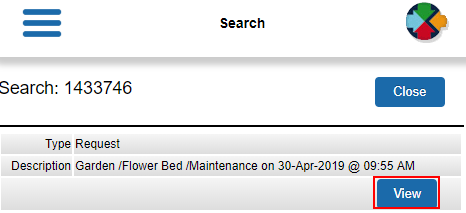 Search
Search: 1433746
Close
Type Request
Description Garden /Flower Bed /Maintenance on 30-Apr-2019 @ 09:55 AM
View